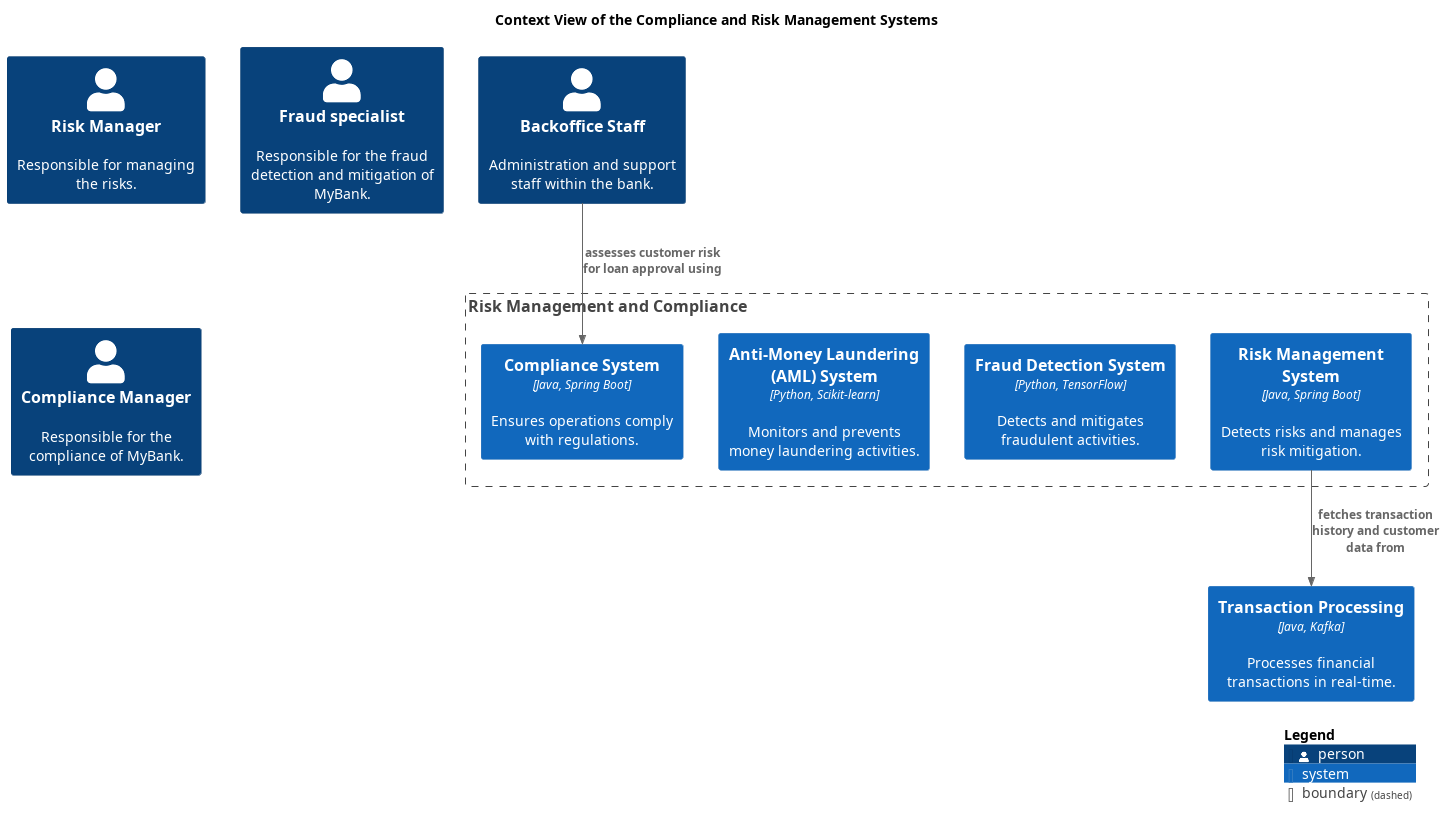 Context View of the Compliance and Risk Management Systems
Risk Manager
Responsible for managing
the risks.
Fraud specialist
Responsible for the fraud
detection and mitigation of
MyBank.
Backoffice Staff
Administration and support
staff within the bank.
assesses customer risk
for loan approval using
Compliance Manager
Responsible for the
compliance of MyBank.
Risk Management and Compliance
Compliance System
[Java, Spring Boot]
Ensures operations comply
with regulations.
Anti-Money Laundering
(AML) System
[Python, Scikit-learn]
Monitors and prevents
money laundering activities.
Fraud Detection System
[Python, TensorFlow]
Detects and mitigates
fraudulent activities.
Risk Management
System
[Java, Spring Boot]
Detects risks and manages
risk mitigation.
fetches transaction
history and customer
data from
Transaction Processing
[Java, Kafka]
Processes financial
transactions in real-time.
Legend
person
system
boundary (dashed)